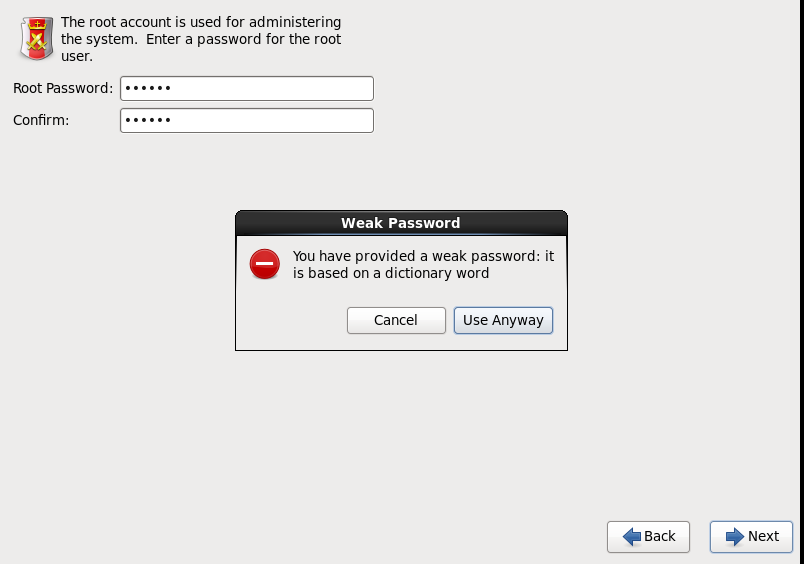 The root account is used for administering
the system.  Enter a password for the root
user.
Root Password: ••••••
Confirm: ••••••
Weak Password
You have provided a weak password: it
is based on a dictionary word
Cancel Use Anyway
Back Next